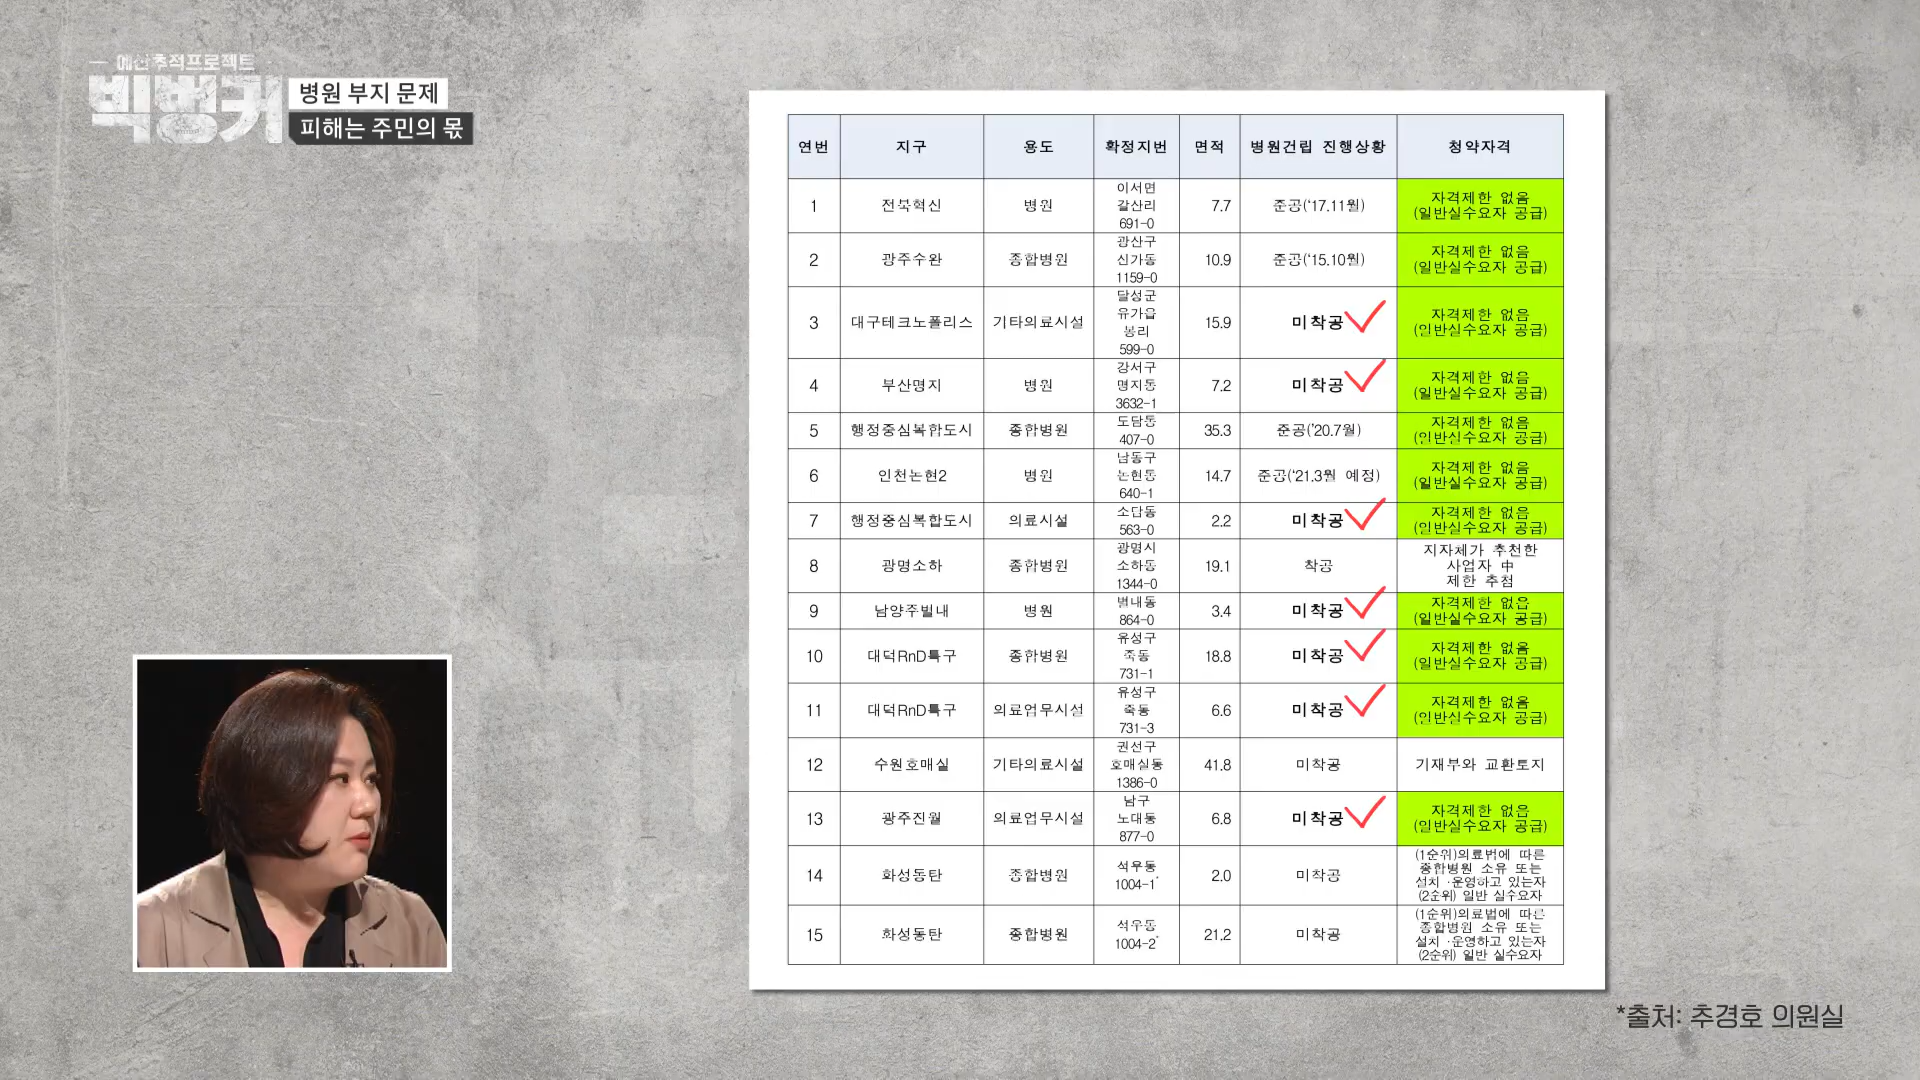 예산추적프로젝트
빅벙커
병원 부지 문제
피해는 주민의 몫
연번 지구 용도 확정지번 면적 병원건립 진행상황 청약자격
1 전북혁신 병원 이서면 갈산리 691-0 7.7 준공('17.11월) 자격제한 없음 (일반실수요자 공급)
2 광주수완 종합병원 광산구 신가동 1159-0 10.9 준공('15.10월) 자격제한 없음 (일반실수요자 공급)
3 대구테크노폴리스 기타의료시설 달성군 유가읍 봉리 599-0 15.9 미착공 자격제한 없음 (일반실수요자 공급)
4 부산명지 병원 강서구 명지동 3632-1 7.2 미착공 자격제한 없음 (일반실수요자 공급)
5 행정중심복합도시 종합병원 도담동 407-0 35.3 준공('20.7월) 자격제한 없음 (일반실수요자 공급)
6 인천논현2 병원 남동구 논현동 640-1 14.7 준공('21.3월 예정) 자격제한 없음 (일반실수요자 공급)
7 행정중심복합도시 의료시설 소담동 563-0 2.2 미착공 자격제한 없음 (일반실수요자 공급)
8 광명소하 종합병원 광명시 소하동 1344-0 19.1 착공 지자체가 추천한 사업자 中 제한 추첨
9 남양주빌내 병원 별내동 864-0 3.4 미착공 자격제한 없음 (일반실수요자 공급)
10 대덕RnD특구 종합병원 유성구 죽동 731-1 18.8 미착공 자격제한 없음 (일반실수요자 공급)
11 대덕RnD특구 의료업무시설 유성구 죽동 731-3 6.6 미착공 자격제한 없음 (일반실수요자 공급)
12 수원호매실 기타의료시설 권선구 호매실동 1386-0 41.8 미착공 기재부와 교환토지
13 광주진월 의료업무시설 남구 노대동 877-0 6.8 미착공 자격제한 없음 (일반실수요자 공급)
14 화성동탄 종합병원 석우동 1004-1* 2.0 미착공 (1순위)의료법에 따른 종합병원 소유 또는 설치·운영하고 있는자 (2순위) 일반 실수요자
15 화성동탄 종합병원 석우동 1004-2* 21.2 미착공 (1순위)의료법에 따른 종합병원 소유 또는 설치·운영하고 있는자 (2순위) 일반 실수요자
*출처: 추경호 의원실